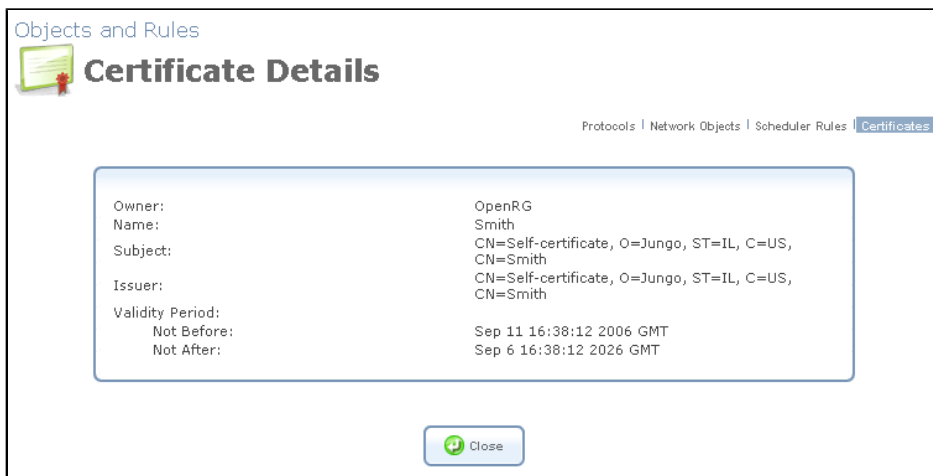 Objects and Rules
Certificate Details
Protocols | Network Objects | Scheduler Rules | Certificates
Owner: OpenRG
Name: Smith
Subject: CN=Self-certificate, O=Jungo, ST=IL, C=US,
CN=Smith
Issuer: CN=Self-certificate, O=Jungo, ST=IL, C=US,
CN=Smith
Validity Period:
Not Before: Sep 11 16:38:12 2006 GMT
Not After: Sep 6 16:38:12 2026 GMT
Close